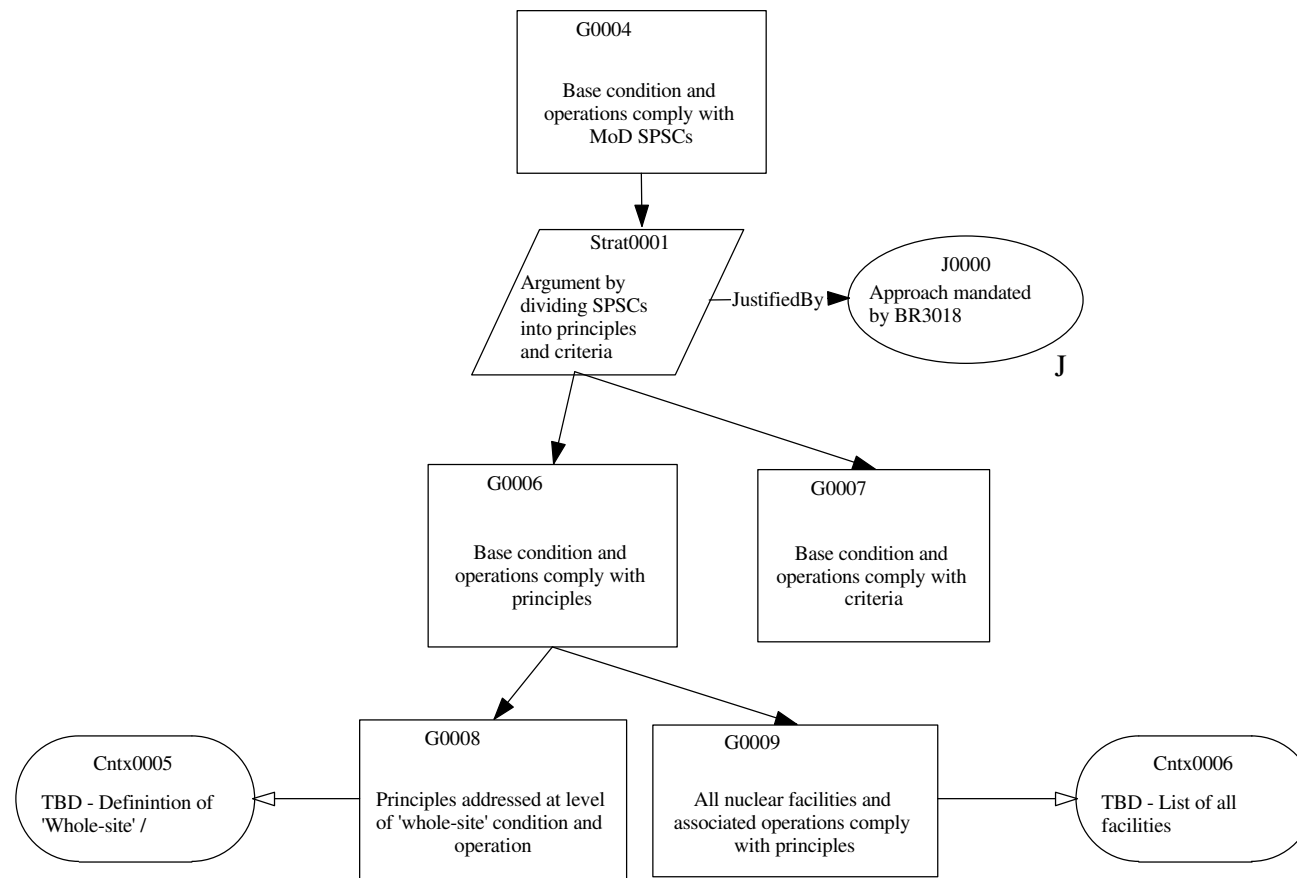 G0004
Base condition and
operations comply with
MoD SPSCs
Strat0001
Argument by
dividing SPSCs
into principles
and criteria
JustifiedBy
J0000
Approach mandated
by BR3018
J
G0006
Base condition and
operations comply with
principles
G0007
Base condition and
operations comply with
criteria
Cntx0005
TBD - Definintion of
'Whole-site' /
G0008
Principles addressed at level
of 'whole-site' condition and
operation
G0009
All nuclear facilities and
associated operations comply
with principles
Cntx0006
TBD - List of all
facilities